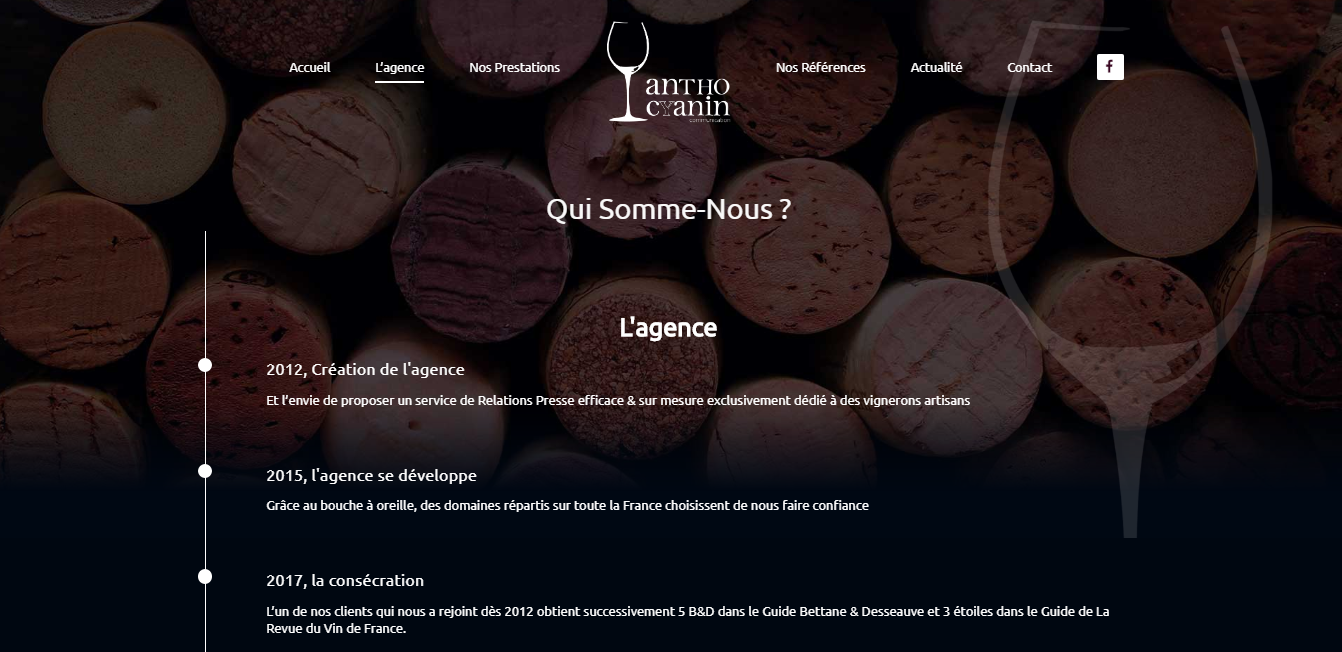 Accueil
L'agence
Nos Prestations
antho
cyanin
communication
Nos Références
Actualité
Contact
f
Qui Somme-Nous ?
L'agence
2012, Création de l'agence
Et l’envie de proposer un service de Relations Presse efficace & sur mesure exclusivement dédié à des vignerons artisans
2015, l'agence se développe
Grâce au bouche à oreille, des domaines répartis sur toute la France choisissent de nous faire confiance
2017, la consécration
L’un de nos clients qui nous a rejoint dès 2012 obtient successivement 5 B&D dans le Guide Bettane & Desseauve et 3 étoiles dans le Guide de La
Revue du Vin de France.